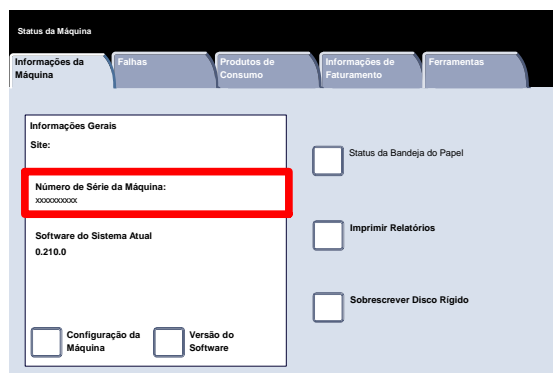 Status da Máquina
Informações da
Máquina
Falhas
Produtos de
Consumo
Informações de
Faturamento
Ferramentas
Informações Gerais
Site:
Número de Série da Máquina:
xxxxxxxxx
Software do Sistema Atual
0.210.0
Configuração da
Máquina
Versão do
Software
Status da Bandeja do Papel
Imprimir Relatórios
Sobrescrever Disco Rígido